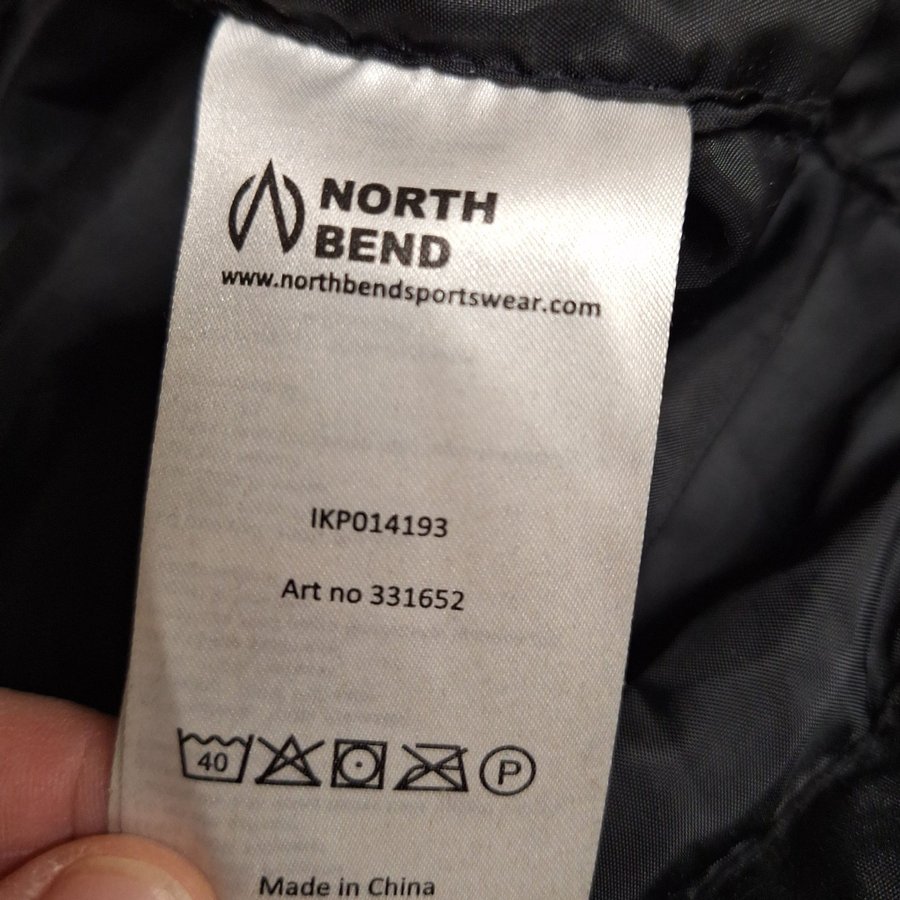 NORTH
BEND
www.northbendsportswear.com
IKP014193
Art no 331652
40
P
Made in China